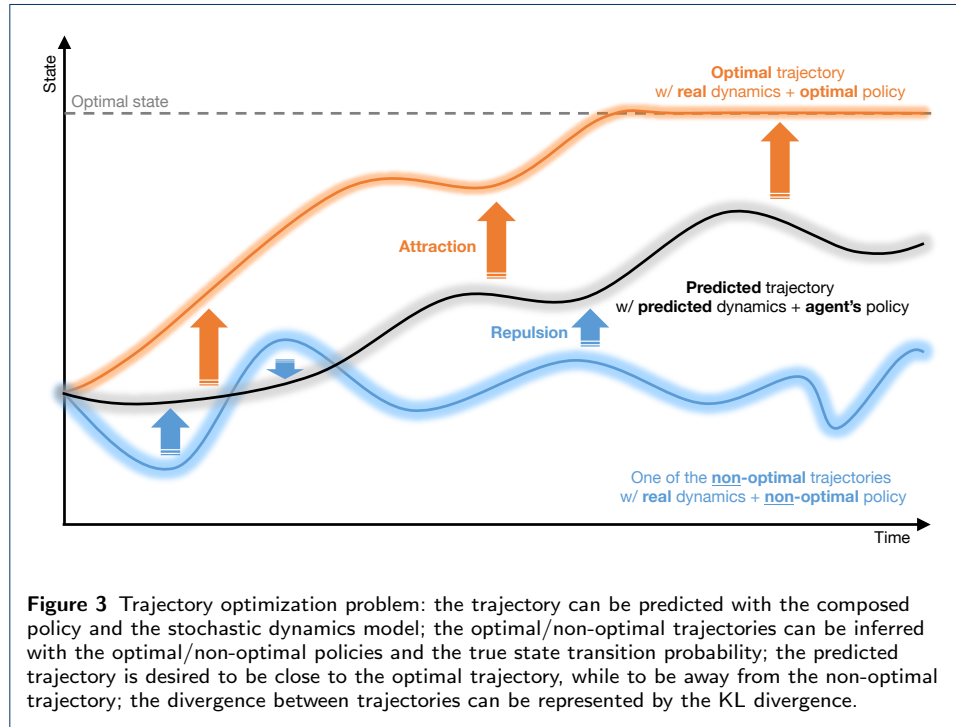 State
Optimal state
Optimal trajectory
w/ real dynamics + optimal policy
Attraction
Predicted trajectory
w/ predicted dynamics + agent's policy
Repulsion
One of the non-optimal trajectories
w/ real dynamics + non-optimal policy
Time
Figure 3 Trajectory optimization problem: the trajectory can be predicted with the composed
policy and the stochastic dynamics model; the optimal/non-optimal trajectories can be inferred
with the optimal/non-optimal policies and the true state transition probability; the predicted
trajectory is desired to be close to the optimal trajectory, while to be away from the non-optimal
trajectory; the divergence between trajectories can be represented by the KL divergence.